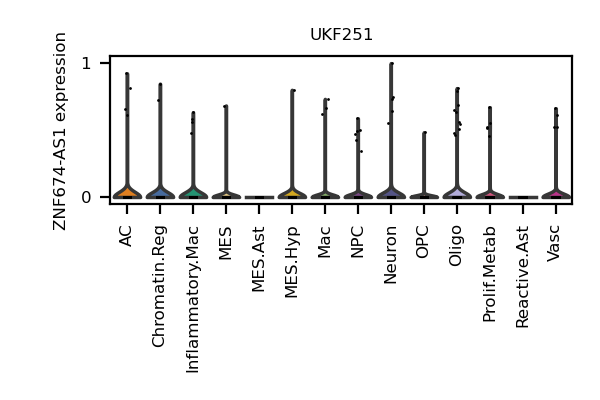 UKF251
ZNF674-AS1 expression
1
0
AC
Chromatin.Reg
Inflammatory.Mac
MES
MES.Ast
MES.Hyp
Mac
NPC
Neuron
OPC
Oligo
Prolif.Metab
Reactive.Ast
Vasc